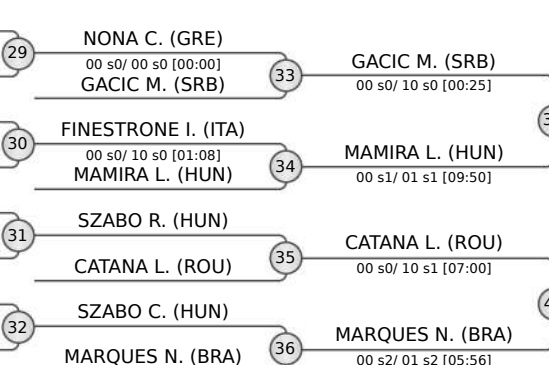 NONA C. (GRE)
29
00 s0/ 00 s0 [00:00]
GACIC M. (SRB)
33
GACIC M. (SRB)
00 s0/ 10 s0 [00:25]
FINESTRONE I. (ITA)
30
00 s0/ 10 s0 [01:08]
MAMIRA L. (HUN)
34
MAMIRA L. (HUN)
00 s1/ 01 s1 [09:50]
SZABO R. (HUN)
31
CATANA L. (ROU)
35
CATANA L. (ROU)
00 s0/ 10 s1 [07:00]
SZABO C. (HUN)
32
MARQUES N. (BRA)
36
MARQUES N. (BRA)
00 s2/ 01 s2 [05:56]